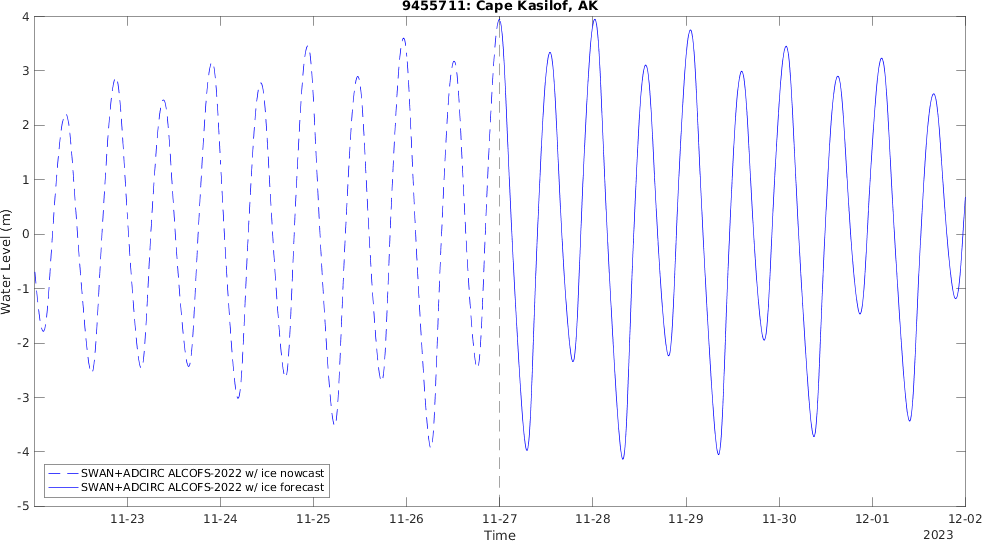 9455711: Cape Kasilof, AK
4
3
2
1
0
-1
-2
-3
-4
-5
Water Level (m)
SWAN+ADCIRC ALCOFS-2022 w/ ice nowcast
SWAN+ADCIRC ALCOFS-2022 w/ ice forecast
11-23 11-24 11-25 11-26 11-27 11-28 11-29 11-30 12-01 12-02
Time
2023